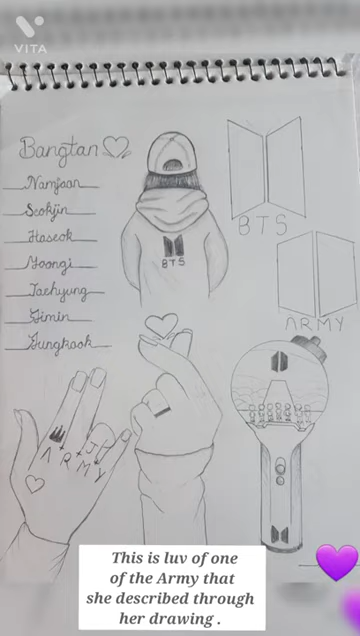 VITA
Bangtan
Namjoon
Seokjin
Hoseok
Yoongi
Taehyung
Jimin
Jungkook
BTS
BTS
ARMY
ARMY
This is luv of one
of the Army that
she described through
her drawing .